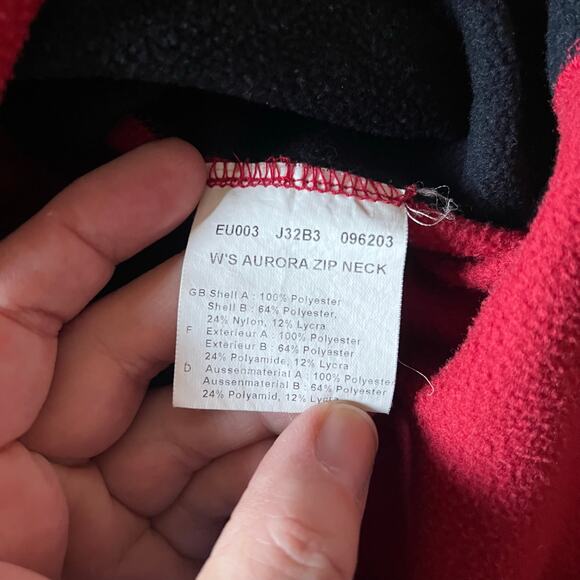 EU003 J32B3 096203
W'S AURORA ZIP NECK
GB Shell A : 100% Polyester
Shell B : 64% Polyester,
24% Nylon, 12% Lycra
F Exterieur A : 100% Polyester
Exterieur B : 64% Polyester
24% Polyamide, 12% Lycra
D Aussenmaterial A : 100% Polyester
Aussenmaterial B : 64% Polyester
24% Polyamid, 12% Lycra